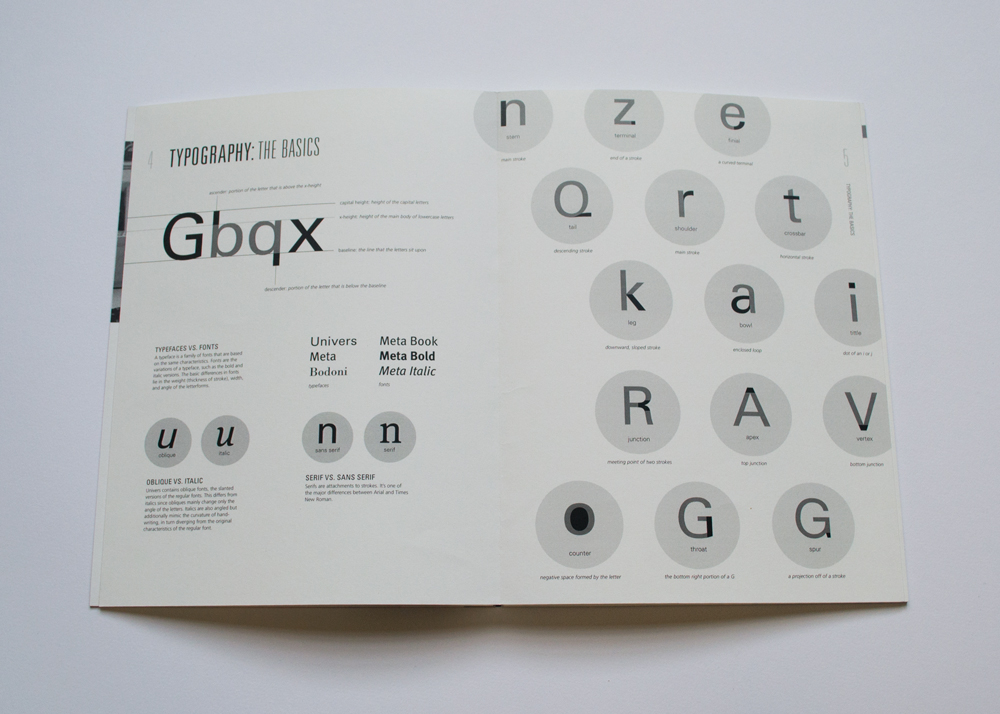 TYPOGRAPHY: THE BASICS
ascender: portion of the letter that is above the x-height
capital height: height of the capital letters
x-height: height of the main body of lowercase letters
Gbqx
baseline: the line that the letters sit upon
descender: portion of the letter that is below the baseline
TYPEFACES VS. FONTS
A typeface is a family of fonts that are based
on the same characteristics. Fonts are the
variations of a typeface, such as the bold and
italic versions. The basic differences in fonts
lie in the weight (thickness of stroke), width,
and angle of the letterforms.
Univers
Meta
Bodoni
typefaces
Meta Book
Meta Bold
Meta Italic
fonts
u
oblique
u
italic
n
sans serif
n
serif
OBLIQUE VS. ITALIC
Univers contains oblique fonts, the slanted
versions of the regular fonts. This differs from
italics since obliques mainly change only the
angle of the letters. Italics are also angled but
additionally mimic the curvature of hand-
writing, in turn diverging from the original
characteristics of the regular font.
SERIF VS. SANS SERIF
Serifs are attachments to strokes. It's one of
the major differences between Arial and Times
New Roman.
n
stem
main stroke
z
terminal
end of a stroke
e
finial
a curved terminal
5
TYPOGRAPHY: THE BASICS
Q
tail
descending stroke
r
shoulder
main stroke
t
crossbar
horizontal stroke
k
leg
downward, sloped stroke
a
bowl
enclosed loop
i
tittle
dot of an i or j
R
junction
meeting point of two strokes
A
apex
top junction
V
vertex
bottom junction
o
counter
negative space formed by the letter
G
throat
the bottom right portion of a G
G
spur
a projection off of a stroke